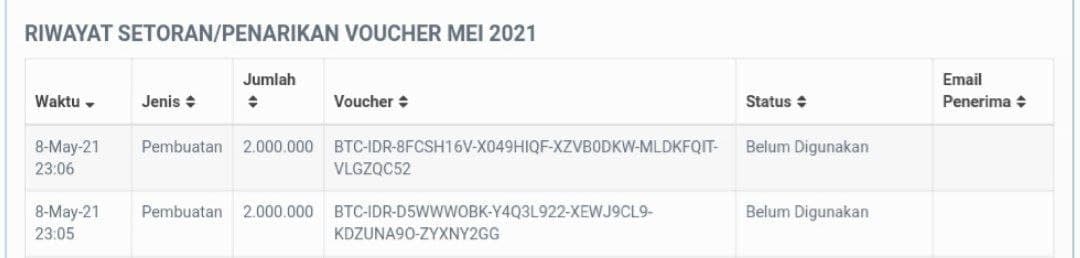 RIWAYAT SETORAN/PENARIKAN VOUCHER MEI 2021
Waktu Jenis Jumlah Voucher Status Email Penerima
8-May-21 23:06 Pembuatan 2.000.000 BTC-IDR-8FCSH16V-X049HIQF-XZVB0DKW-MLDKFQIT-VLGZQC52 Belum Digunakan
8-May-21 23:05 Pembuatan 2.000.000 BTC-IDR-D5WWWOBK-Y4Q3L922-XEWJ9CL9-KDZUNA9O-ZYXNY2GG Belum Digunakan